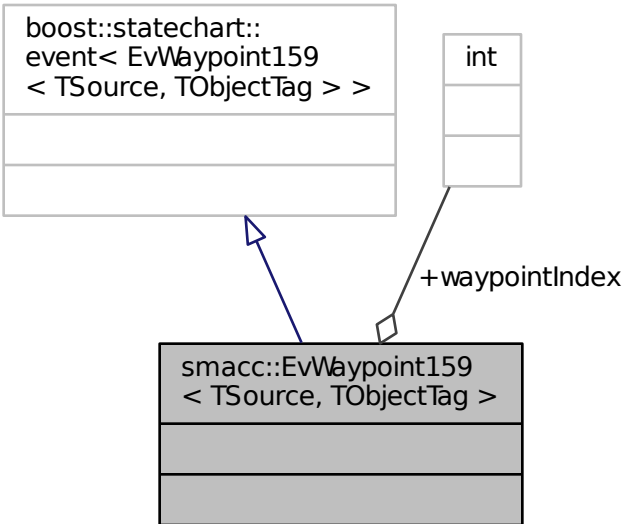 boost::statechart::
event< EvWaypoint159
< TSource, TObjectTag > >
int
+waypointIndex
smacc::EvWaypoint159
< TSource, TObjectTag >